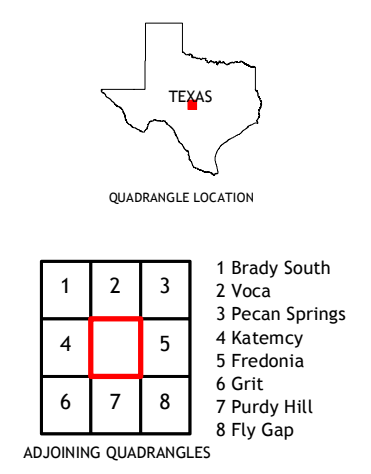 TEXAS
QUADRANGLE LOCATION
1 2 3
4 5
6 7 8
1 Brady South
2 Voca
3 Pecan Springs
4 Katemcy
5 Fredonia
6 Grit
7 Purdy Hill
8 Fly Gap
ADJOINING QUADRANGLES